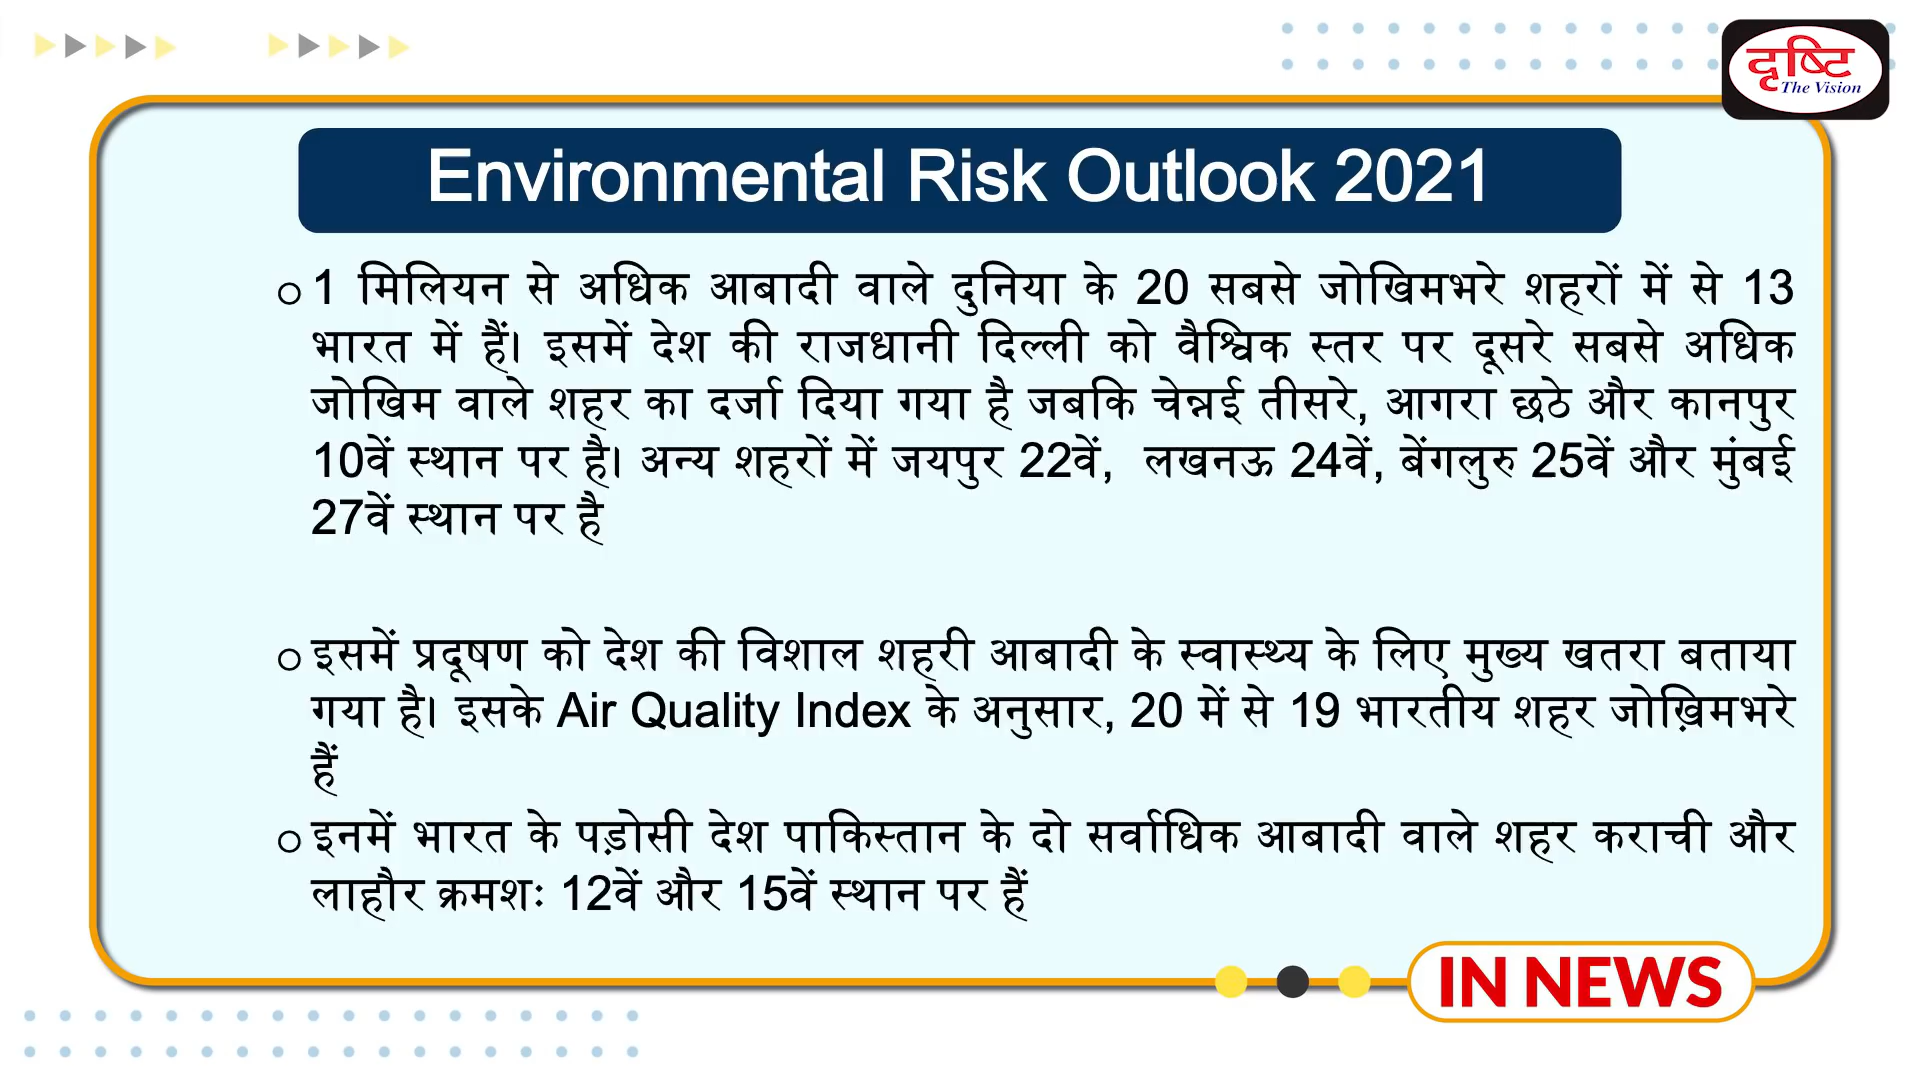 दृष्टि
The Vision
Environmental Risk Outlook 2021
1 मिलियन से अधिक आबादी वाले दुनिया के 20 सबसे जोखिमभरे शहरों में से 13
भारत में हैं। इसमें देश की राजधानी दिल्ली को वैश्विक स्तर पर दूसरे सबसे अधिक
जोखिम वाले शहर का दर्जा दिया गया है जबकि चेन्नई तीसरे, आगरा छठे और कानपुर
10वें स्थान पर है। अन्य शहरों में जयपुर 22वें, लखनऊ 24वें, बेंगलुरु 25वें और मुंबई
27वें स्थान पर है
इसमें प्रदूषण को देश की विशाल शहरी आबादी के स्वास्थ्य के लिए मुख्य खतरा बताया
गया है। इसके Air Quality Index के अनुसार, 20 में से 19 भारतीय शहर जोख़िमभरे
हैं
इनमें भारत के पड़ोसी देश पाकिस्तान के दो सर्वाधिक आबादी वाले शहर कराची और
लाहौर क्रमशः 12वें और 15वें स्थान पर हैं
IN NEWS